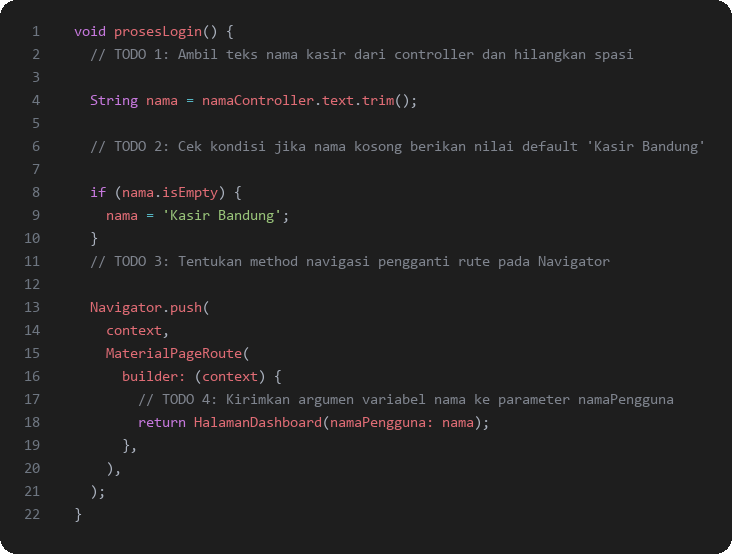 1 void prosesLogin() {
2 // TODO 1: Ambil teks nama kasir dari controller dan hilangkan spasi
3
4 String nama = namaController.text.trim();
5
6 // TODO 2: Cek kondisi jika nama kosong berikan nilai default 'Kasir Bandung'
7
8 if (nama.isEmpty) {
9 nama = 'Kasir Bandung';
10 }
11 // TODO 3: Tentukan method navigasi pengganti rute pada Navigator
12
13 Navigator.push(
14 context,
15 MaterialPageRoute(
16 builder: (context) {
17 // TODO 4: Kirimkan argumen variabel nama ke parameter namaPengguna
18 return HalamanDashboard(namaPengguna: nama);
19 },
20 ),
21 );
22 }